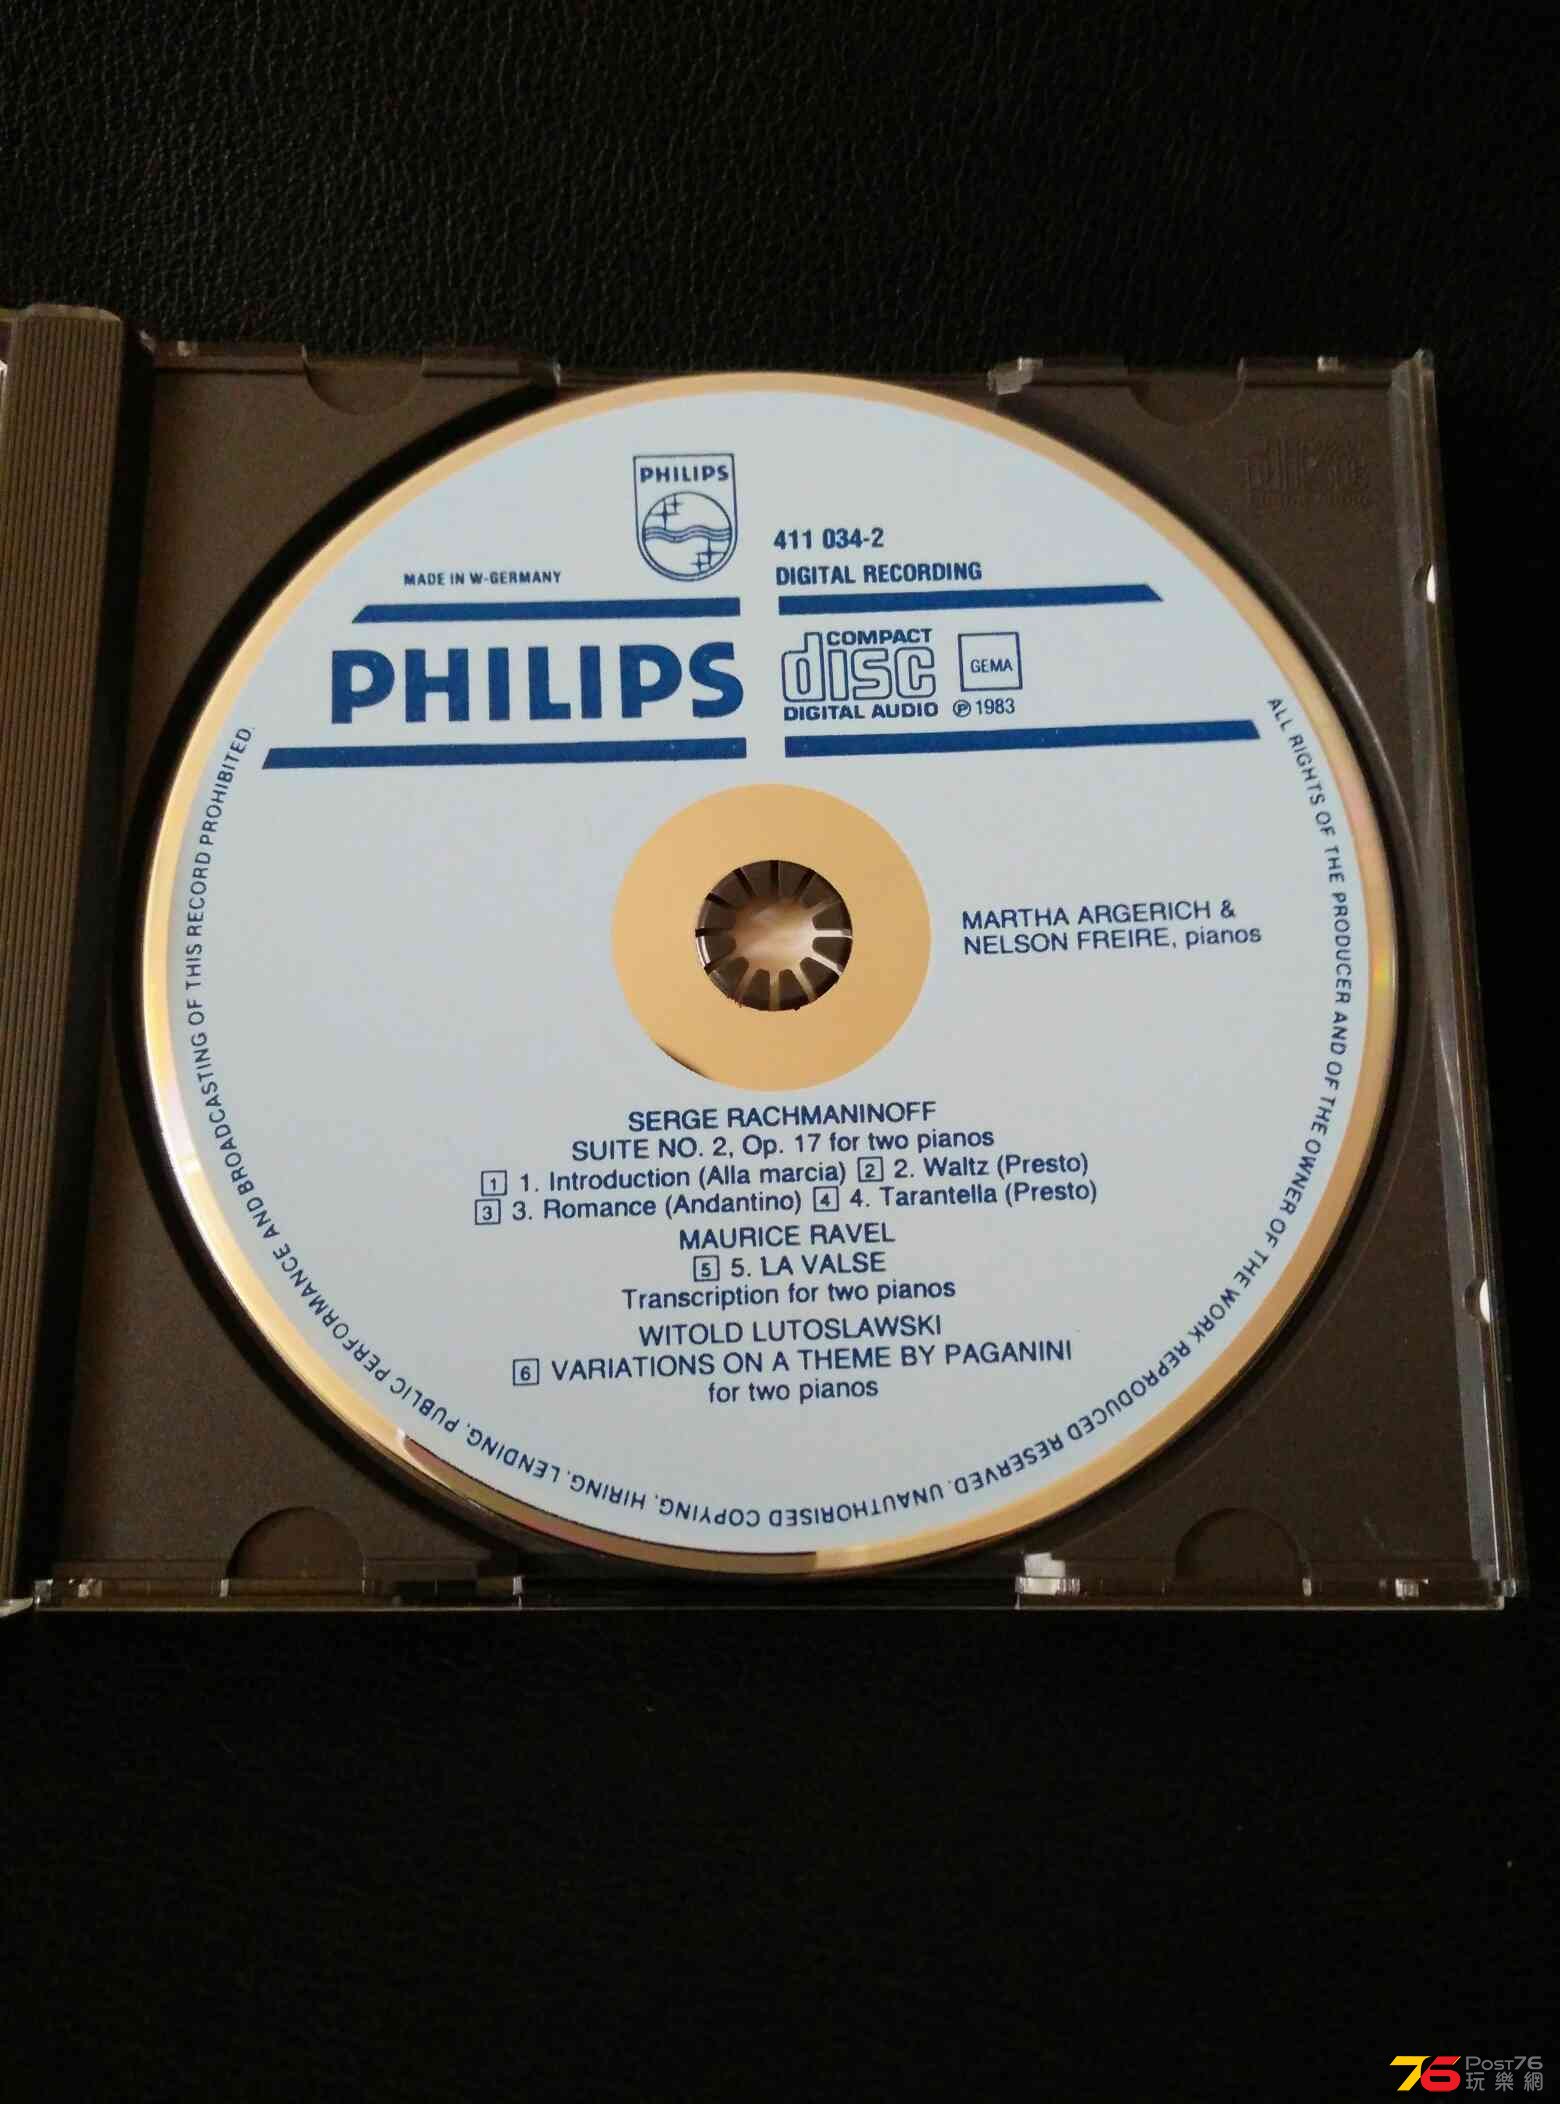 PHILIPS
411 034-2
MADE IN W-GERMANY
DIGITAL RECORDING
PHILIPS
COMPACT
disc
DIGITAL AUDIO
GEMA
℗ 1983
MARTHA ARGERICH &
NELSON FREIRE, pianos
SERGE RACHMANINOFF
SUITE NO. 2, Op. 17 for two pianos
1 1. Introduction (Alla marcia) 2 2. Waltz (Presto)
3 3. Romance (Andantino) 4 4. Tarantella (Presto)
MAURICE RAVEL
5 5. LA VALSE
Transcription for two pianos
WITOLD LUTOSLAWSKI
6 VARIATIONS ON A THEME BY PAGANINI
for two pianos
ALL RIGHTS OF THE PRODUCER AND OF THE OWNER OF THE WORK REPRODUCED RESERVED. UNAUTHORISED COPYING, HIRING, LENDING, PUBLIC PERFORMANCE AND BROADCASTING OF THIS RECORD PROHIBITED.
76 POST76
玩樂網